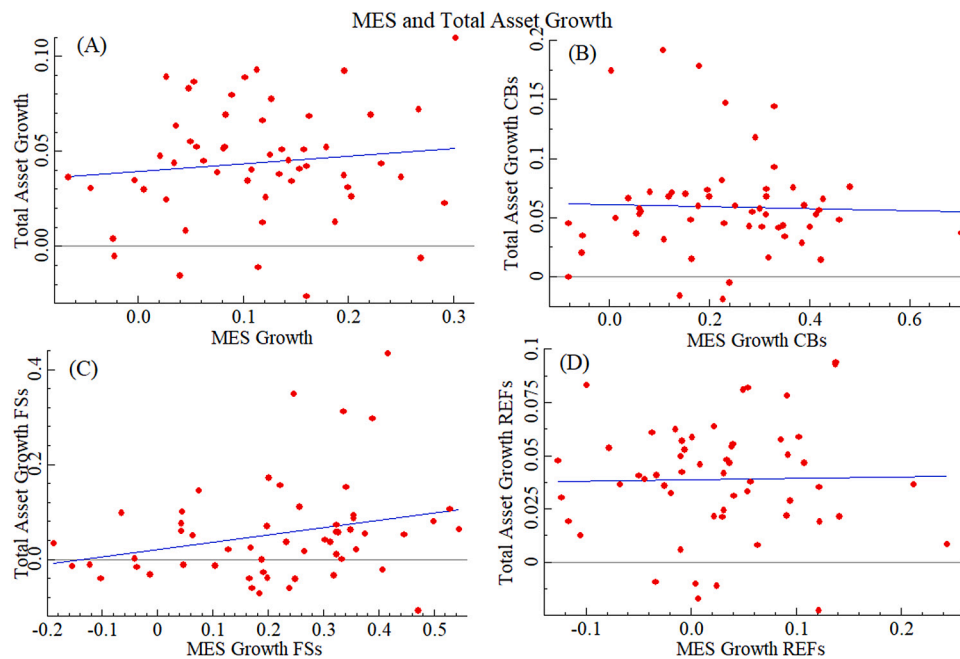 MES and Total Asset Growth
(A)
Total Asset Growth
0.10
0.05
0.00
0.0 0.1 0.2 0.3
MES Growth
(B)
Total Asset Growth CBs
0.2
0.15
0.1
0.05
0
0.0 0.2 0.4 0.6
MES Growth CBs
(C)
Total Asset Growth FSs
0.4
0.2
0.0
-0.2 -0.1 0 0.1 0.2 0.3 0.4 0.5
MES Growth FSs
(D)
Total Asset Growth REFs
0.1
0.075
0.05
0.025
0
-0.1 0.0 0.1 0.2
MES Growth REFs